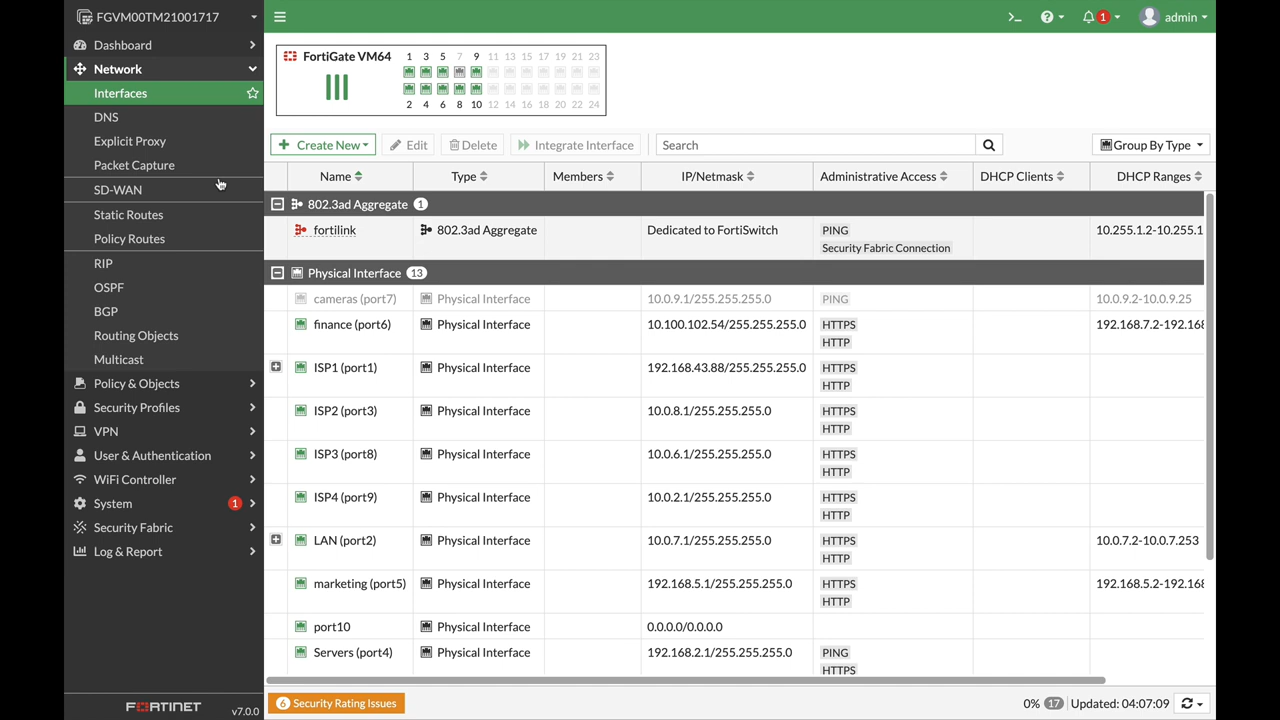 FGVM00TM21001717
1
admin
Dashboard
Network
Interfaces
DNS
Explicit Proxy
Packet Capture
SD-WAN
Static Routes
Policy Routes
RIP
OSPF
BGP
Routing Objects
Multicast
Policy & Objects
Security Profiles
VPN
User & Authentication
WiFi Controller
System 1
Security Fabric
Log & Report
FORTINET v7.0.0
FortiGate VM64
1 3 5 7 9 11 13 15 17 19 21 23
2 4 6 8 10 12 14 16 18 20 22 24
Create New Edit Delete Integrate Interface Search Group By Type
Name Type Members IP/Netmask Administrative Access DHCP Clients DHCP Ranges
802.3ad Aggregate 1
fortilink 802.3ad Aggregate Dedicated to FortiSwitch PING 10.255.1.2-10.255.1
Security Fabric Connection
Physical Interface 13
cameras (port7) Physical Interface 10.0.9.1/255.255.255.0 PING 10.0.9.2-10.0.9.25
finance (port6) Physical Interface 10.100.102.54/255.255.255.0 HTTPS 192.168.7.2-192.168
HTTP
ISP1 (port1) Physical Interface 192.168.43.88/255.255.255.0 HTTPS
HTTP
ISP2 (port3) Physical Interface 10.0.8.1/255.255.255.0 HTTPS
HTTP
ISP3 (port8) Physical Interface 10.0.6.1/255.255.255.0 HTTPS
HTTP
ISP4 (port9) Physical Interface 10.0.2.1/255.255.255.0 HTTPS
HTTP
LAN (port2) Physical Interface 10.0.7.1/255.255.255.0 HTTPS 10.0.7.2-10.0.7.253
HTTP
marketing (port5) Physical Interface 192.168.5.1/255.255.255.0 HTTPS 192.168.5.2-192.168
HTTP
port10 Physical Interface 0.0.0.0/0.0.0.0
Servers (port4) Physical Interface 192.168.2.1/255.255.255.0 PING
HTTPS
6 Security Rating Issues 0% 17 Updated: 04:07:09